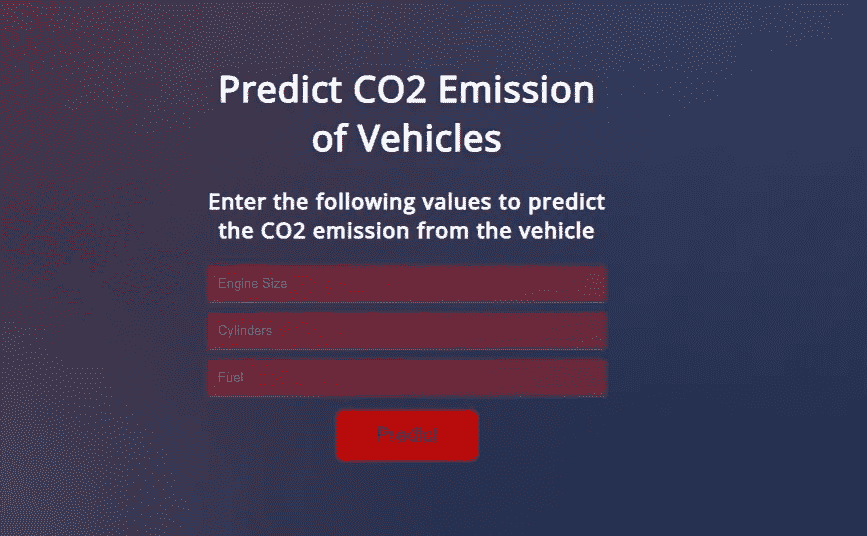 Predict CO2 Emission
of Vehicles
Enter the following values to predict
the CO2 emission from the vehicle
Engine Size
Cylinders
Fuel
Predict